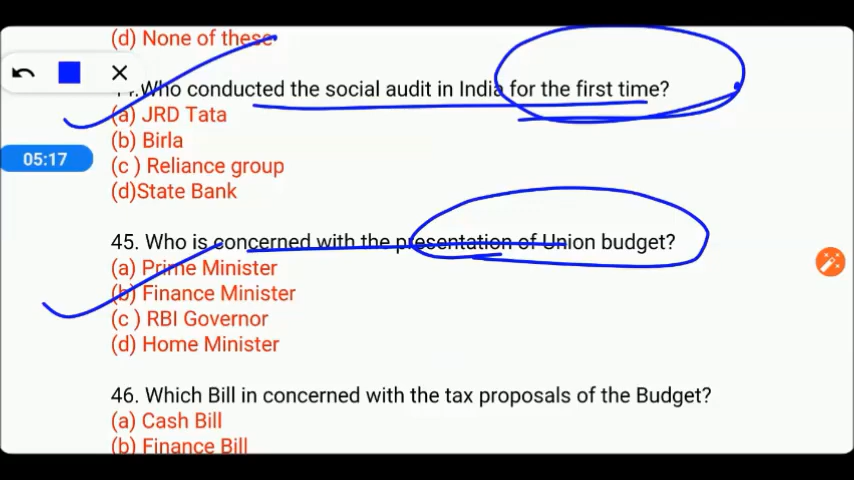 (d) None of these
Who conducted the social audit in India for the first time?
(a) JRD Tata
(b) Birla
(c ) Reliance group
(d)State Bank
05:17
45. Who is concerned with the presentation of Union budget?
(a) Prime Minister
(b) Finance Minister
(c ) RBI Governor
(d) Home Minister
46. Which Bill in concerned with the tax proposals of the Budget?
(a) Cash Bill
(b) Finance Bill